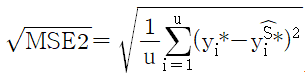 √MSE2 = √(1/u ∑_{i=1}^{u} (y_i* − ŷ_i^S*)²)